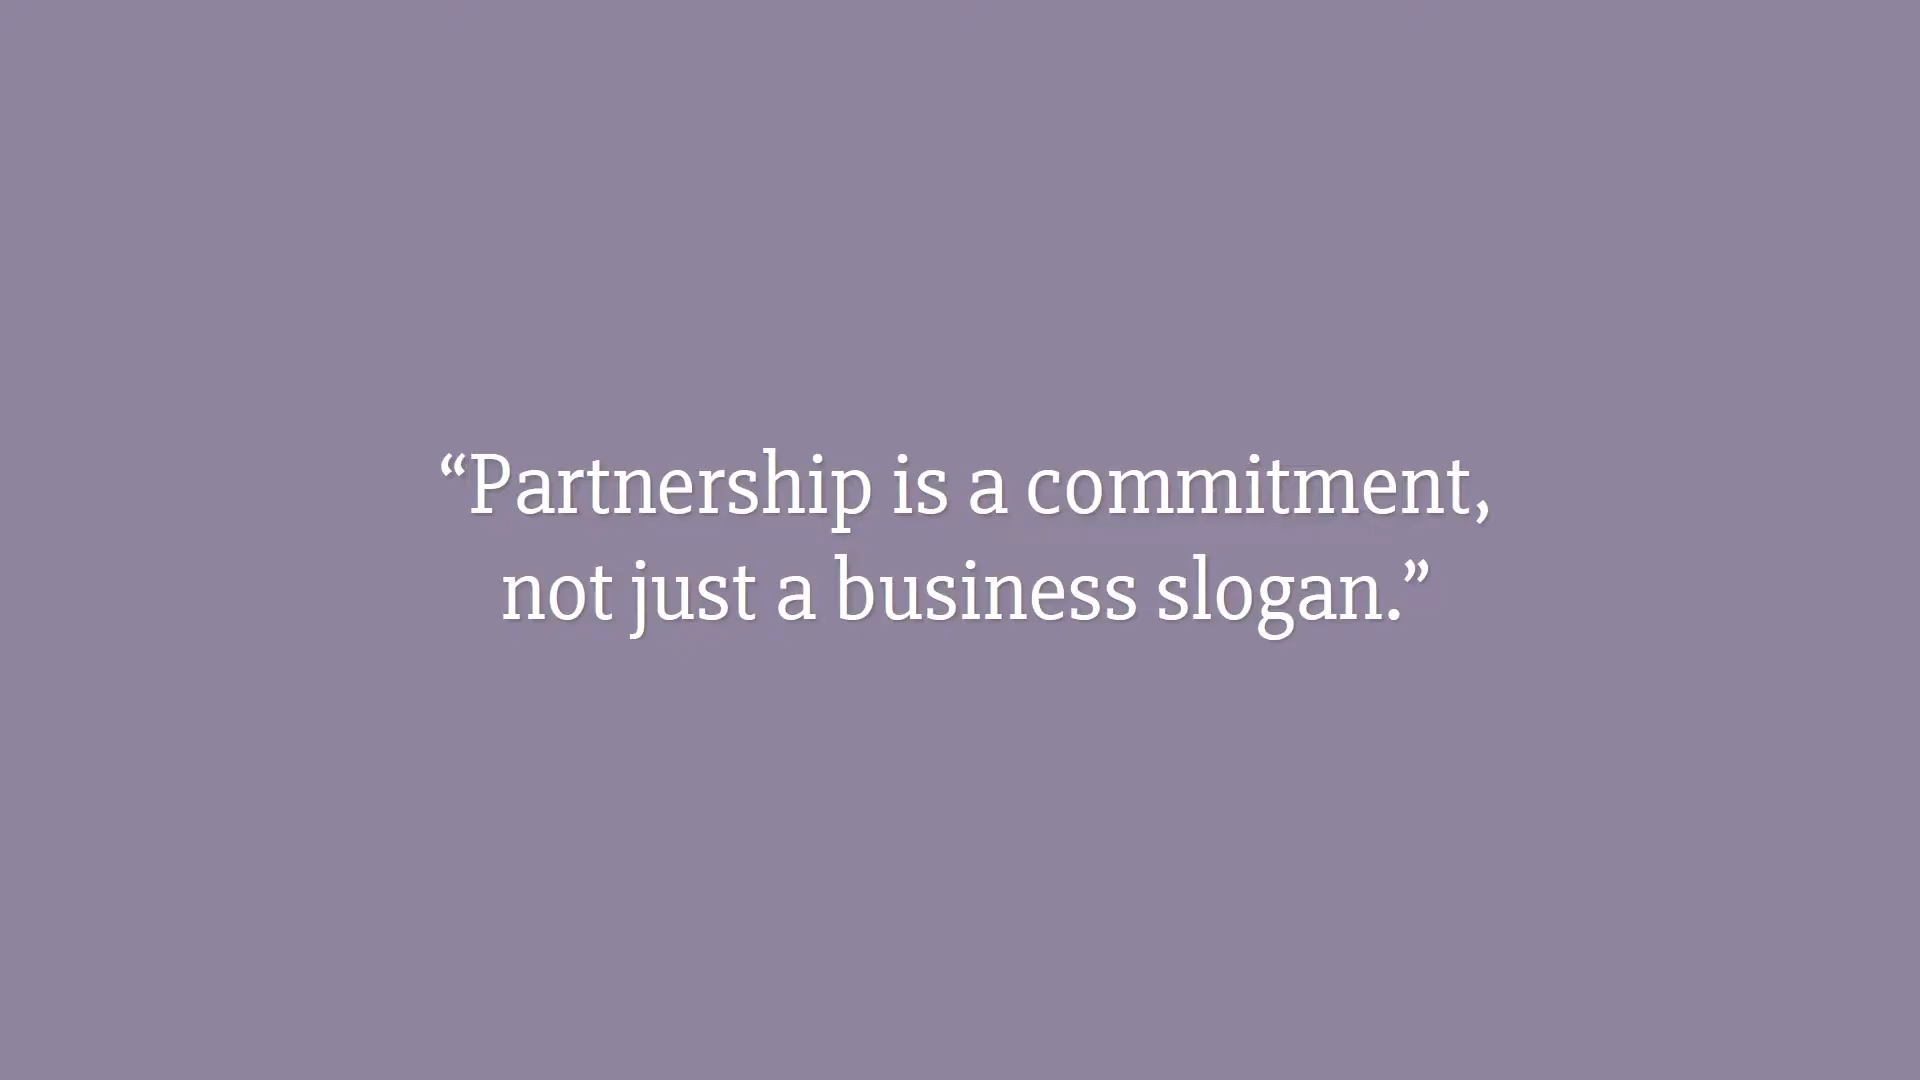 “Partnership is a commitment,
not just a business slogan.”